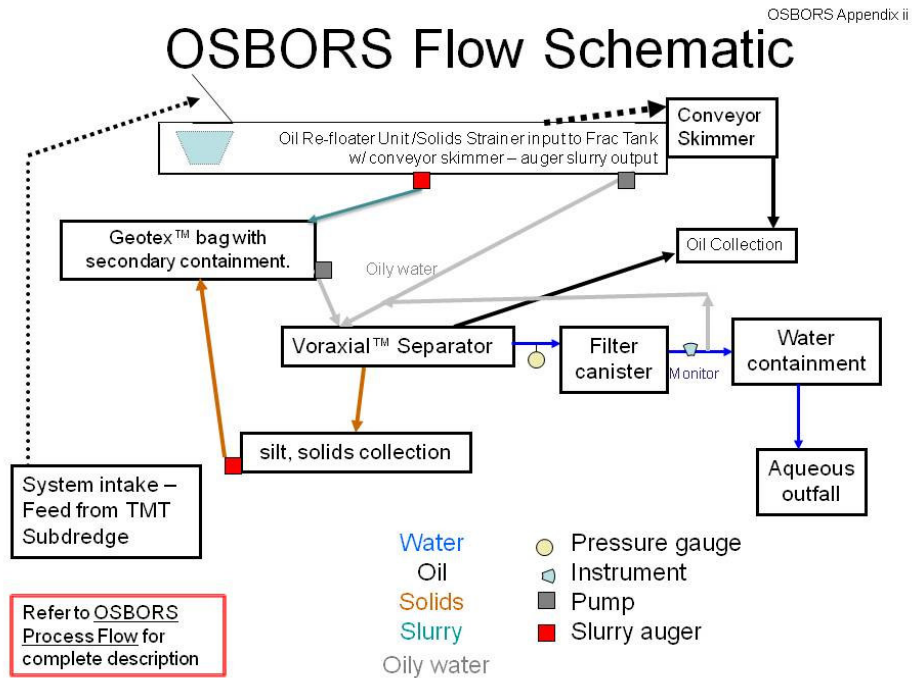 OSBORS Appendix ii
OSBORS Flow Schematic
Oil Re-floater Unit/Solids Strainer input to Frac Tank
w/ conveyor skimmer – auger slurry output
Conveyor
Skimmer
Geotex™ bag with
secondary containment.
Oily water
Oil Collection
Voraxial™ Separator
Filter
canister
Monitor
Water
containment
silt, solids collection
System intake –
Feed from TMT
Subdredge
Aqueous
outfall
Water
Oil
Solids
Slurry
Oily water
Pressure gauge
Instrument
Pump
Slurry auger
Refer to OSBORS
Process Flow for
complete description